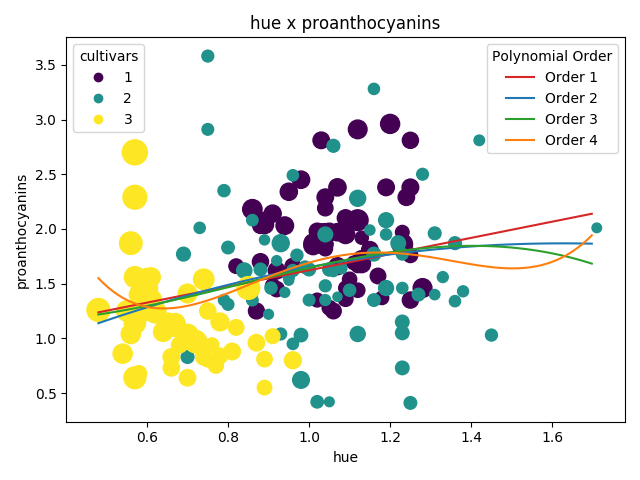 hue x proanthocyanins
cultivars
1
2
3
Polynomial Order
Order 1
Order 2
Order 3
Order 4
proanthocyanins
3.5
3.0
2.5
2.0
1.5
1.0
0.5
0.6 0.8 1.0 1.2 1.4 1.6
hue